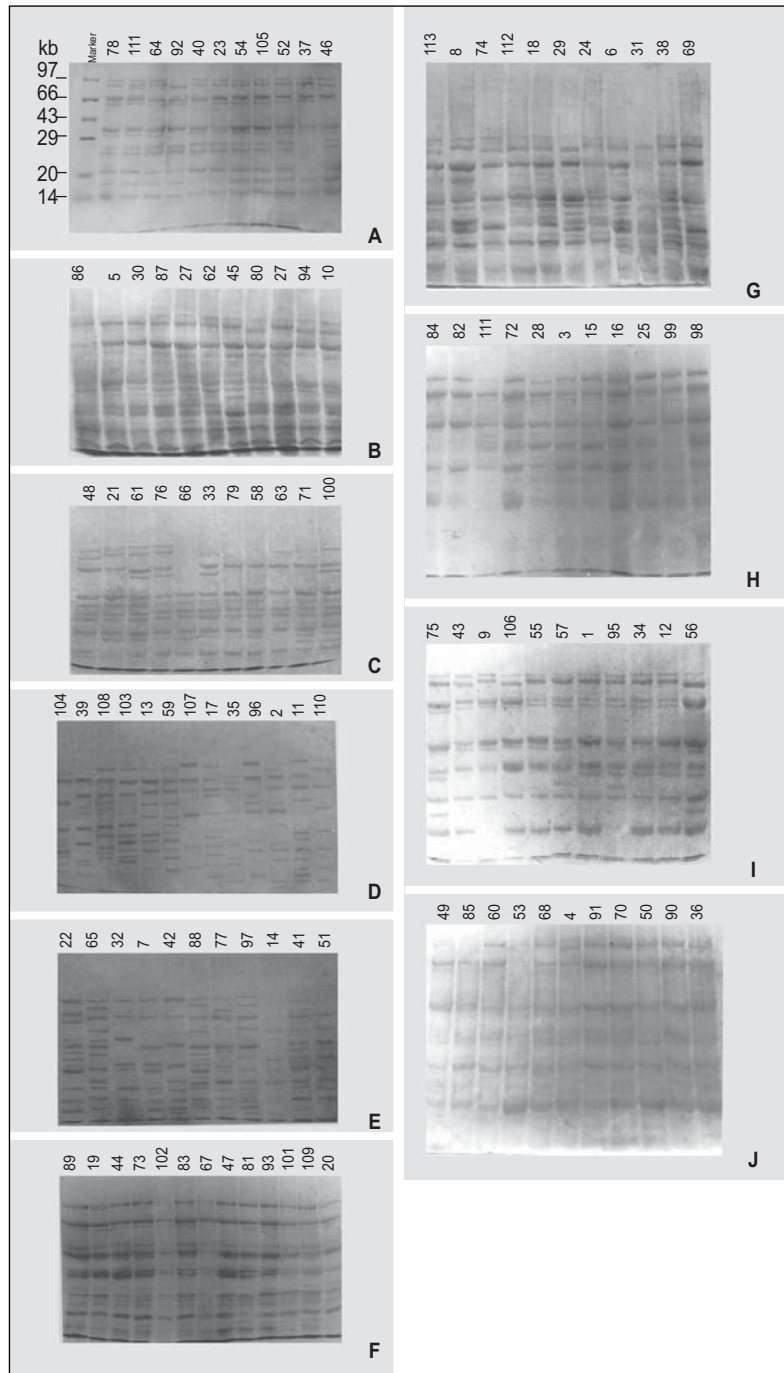 kb
Marker 78 111 64 92 40 23 54 105 52 37 46
97
66
43
29
20
14
A
86 5 30 87 27 62 45 80 27 94 10
B
48 21 61 76 66 33 79 58 63 71 100
C
104 39 108 103 13 59 107 17 35 96 2 11 110
D
22 65 32 7 42 88 77 97 14 41 51
E
89 19 44 73 102 83 67 47 81 93 101 109 20
F
113 8 74 112 18 29 24 6 31 38 69
G
84 82 111 72 28 3 15 16 25 99 98
H
75 43 9 106 55 57 1 95 34 12 56
I
49 85 60 53 68 4 91 70 50 90 36
J